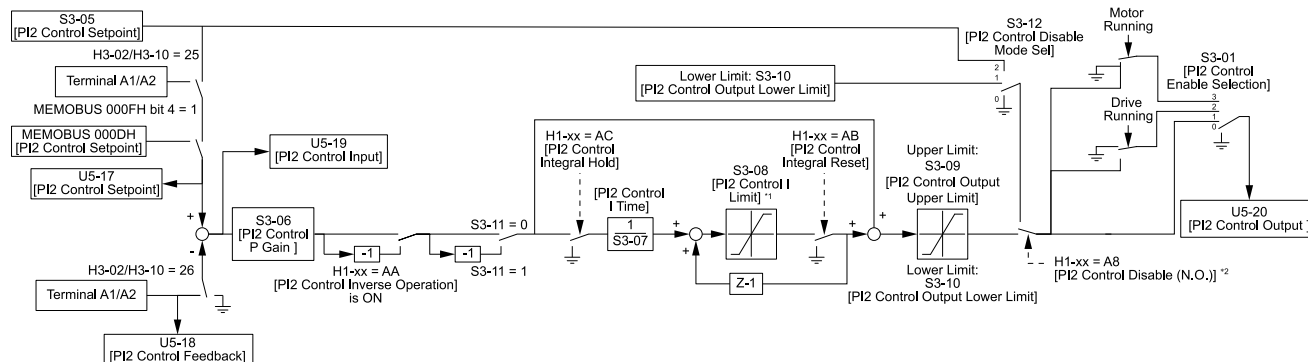 S3-05
[PI2 Control Setpoint]
H3-02/H3-10 = 25
Terminal A1/A2
MEMOBUS 000FH bit 4 = 1
MEMOBUS 000DH
[PI2 Control Setpoint]
U5-17
[PI2 Control Setpoint]
+
-
H3-02/H3-10 = 26
Terminal A1/A2
U5-18
[PI2 Control Feedback]
U5-19
[PI2 Control Input]
S3-06
[PI2 Control
P Gain ]
-1
H1-xx = AA
[PI2 Control Inverse Operation]
is ON
S3-11 = 0
-1
S3-11 = 1
H1-xx = AC
[PI2 Control
Integral Hold]
[PI2 Control
I Time]
1
S3-07
+
+
S3-08
[PI2 Control I
Limit] *1
Z-1
H1-xx = AB
[PI2 Control
Integral Reset]
+
+
Upper Limit:
S3-09
[PI2 Control Output
Upper Limit]
Lower Limit:
S3-10
[PI2 Control Output Lower Limit]
Lower Limit: S3-10
[PI2 Control Output Lower Limit]
S3-12
[PI2 Control Disable
Mode Sel]
2
1
0
H1-xx = A8
[PI2 Control Disable (N.O.)] *2
Motor
Running
Drive
Running
S3-01
[PI2 Control
Enable Selection]
3
2
1
0
U5-20
[PI2 Control Output ]